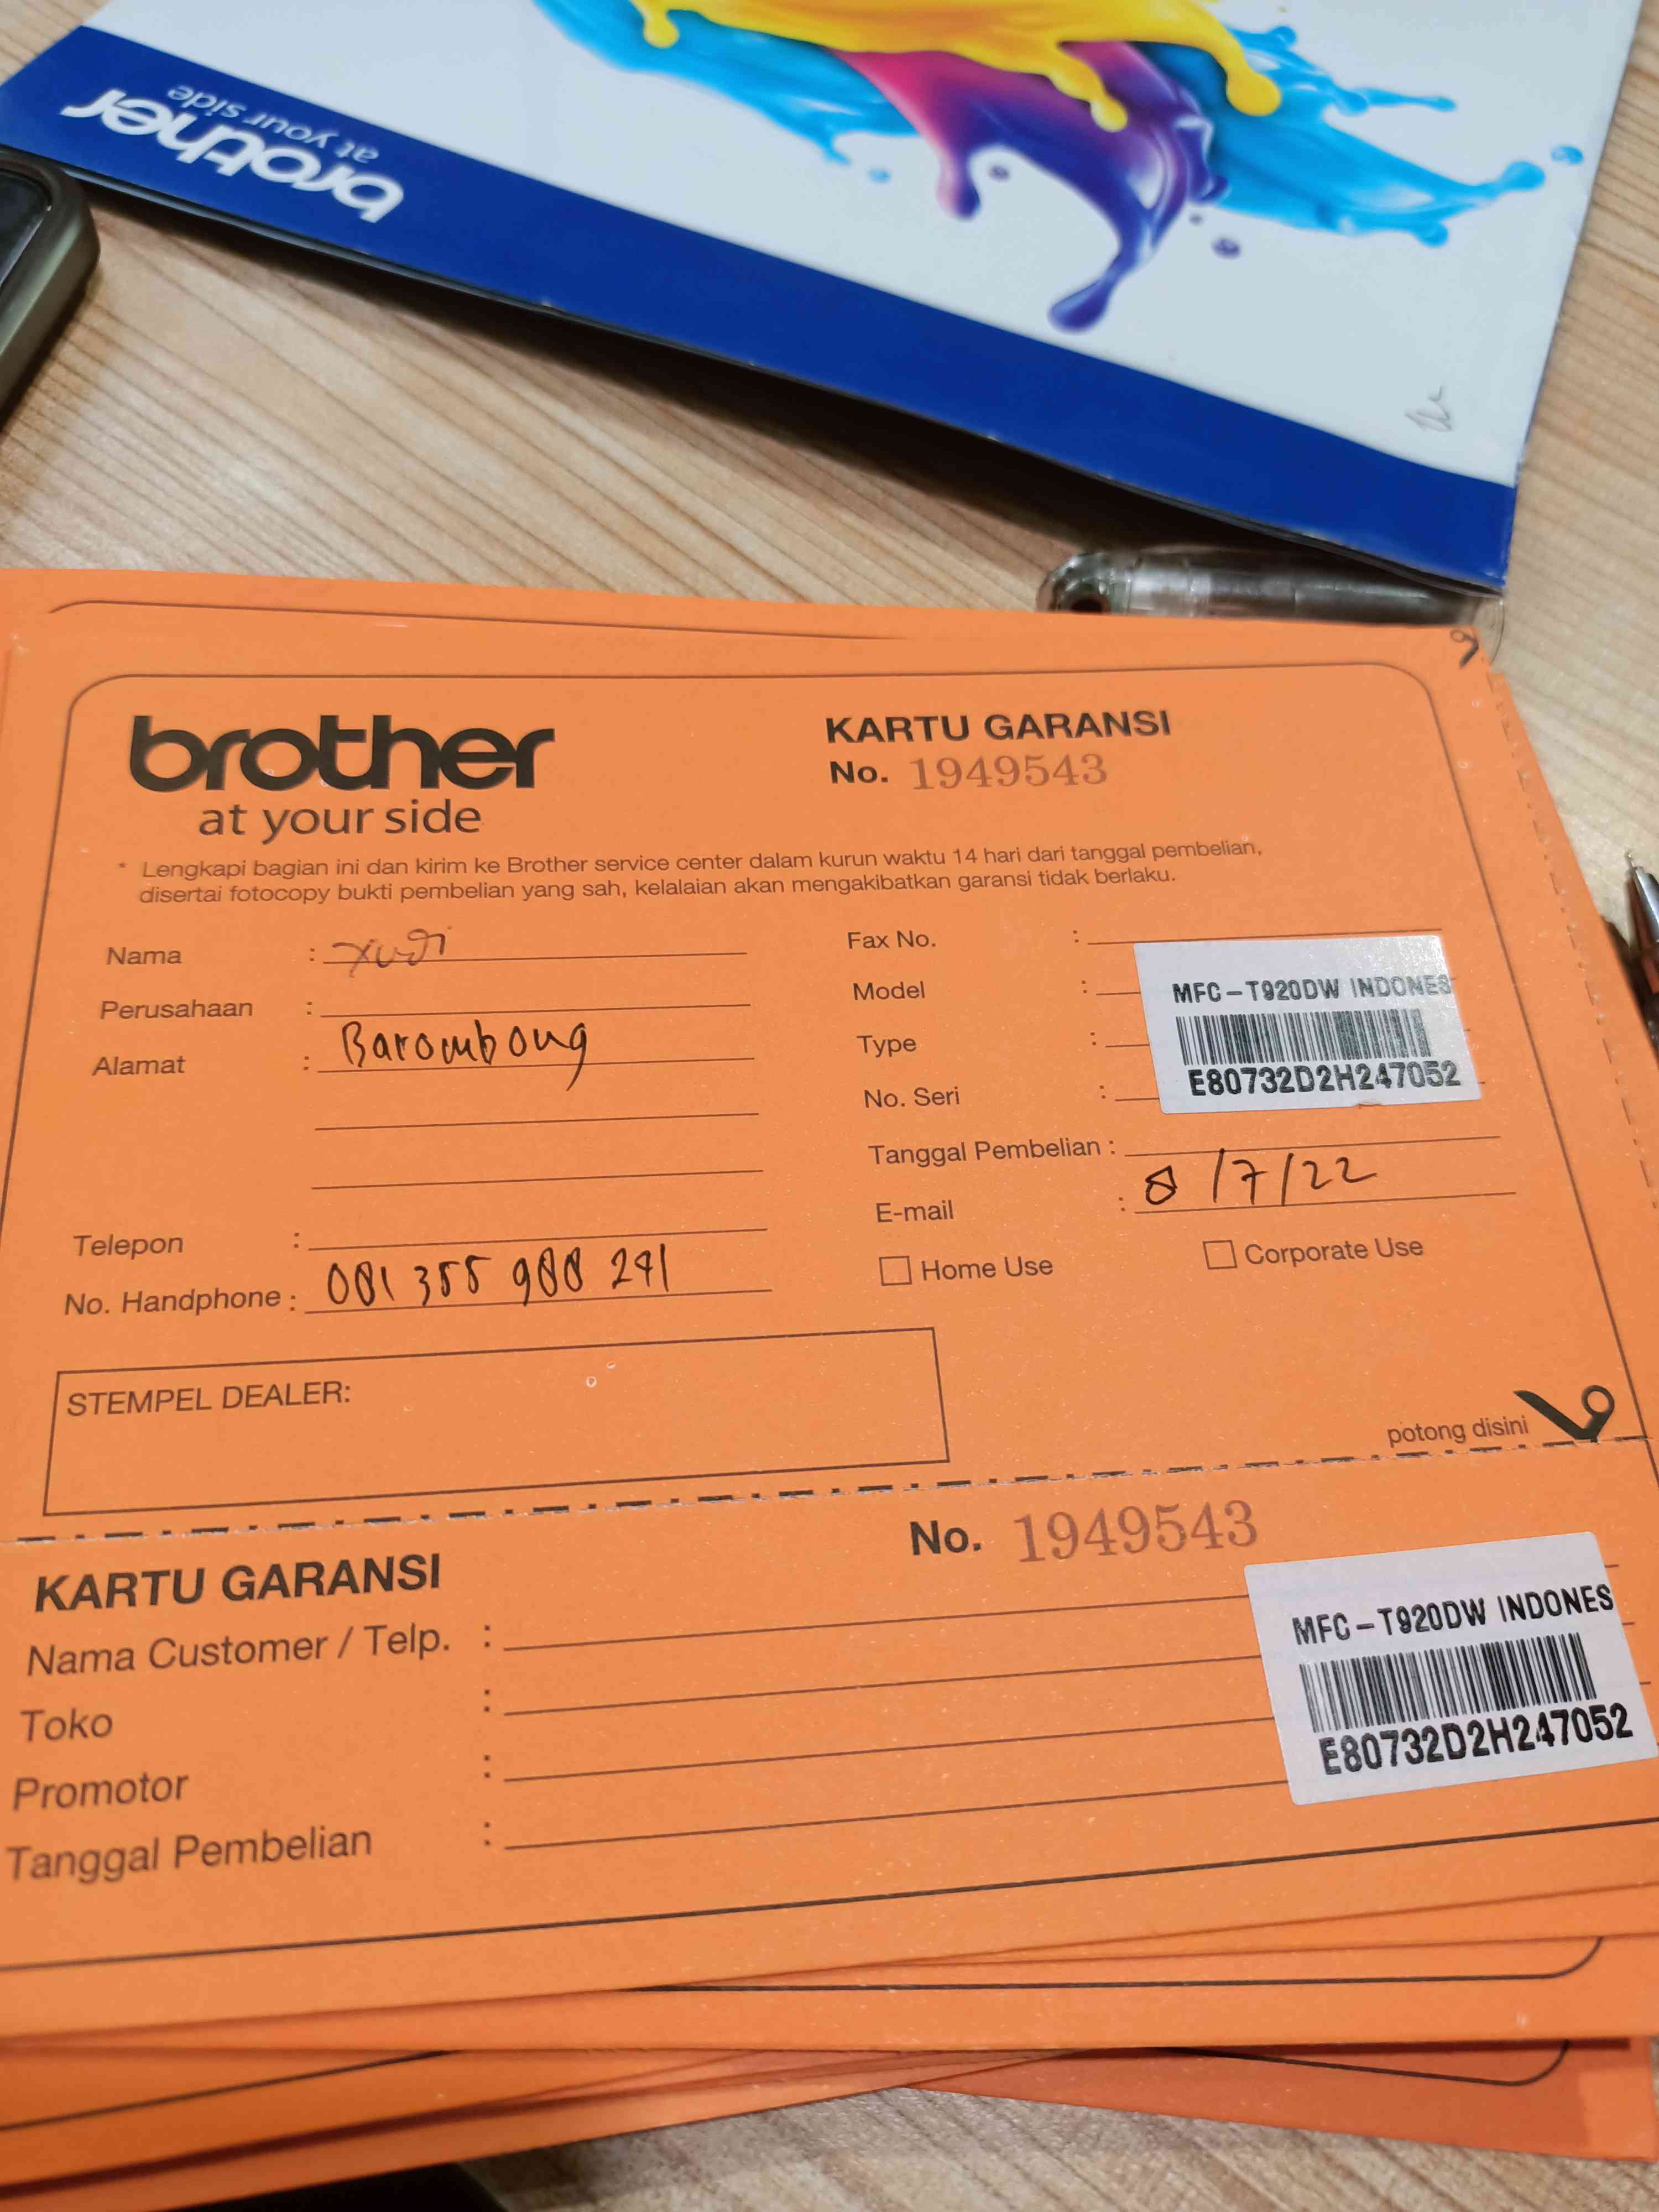 brother
at your side
brother
at your side
KARTU GARANSI
No. 1949543
* Lengkapi bagian ini dan kirim ke Brother service center dalam kurun waktu 14 hari dari tanggal pembelian,
disertai fotocopy bukti pembelian yang sah, kelalaian akan mengakibatkan garansi tidak berlaku.
Nama :
Perusahaan :
Alamat : Barombong
Telepon :
No. Handphone : 081 355 988 241
Fax No. :
Model : MFC-T920DW INDONES
Type :
No. Seri : E80732D2H247052
Tanggal Pembelian :
E-mail : 8/7/22
Home Use
Corporate Use
STEMPEL DEALER:
potong disini
KARTU GARANSI
No. 1949543
Nama Customer / Telp. :
Toko :
Promotor :
Tanggal Pembelian :
MFC-T920DW INDONES
E80732D2H247052